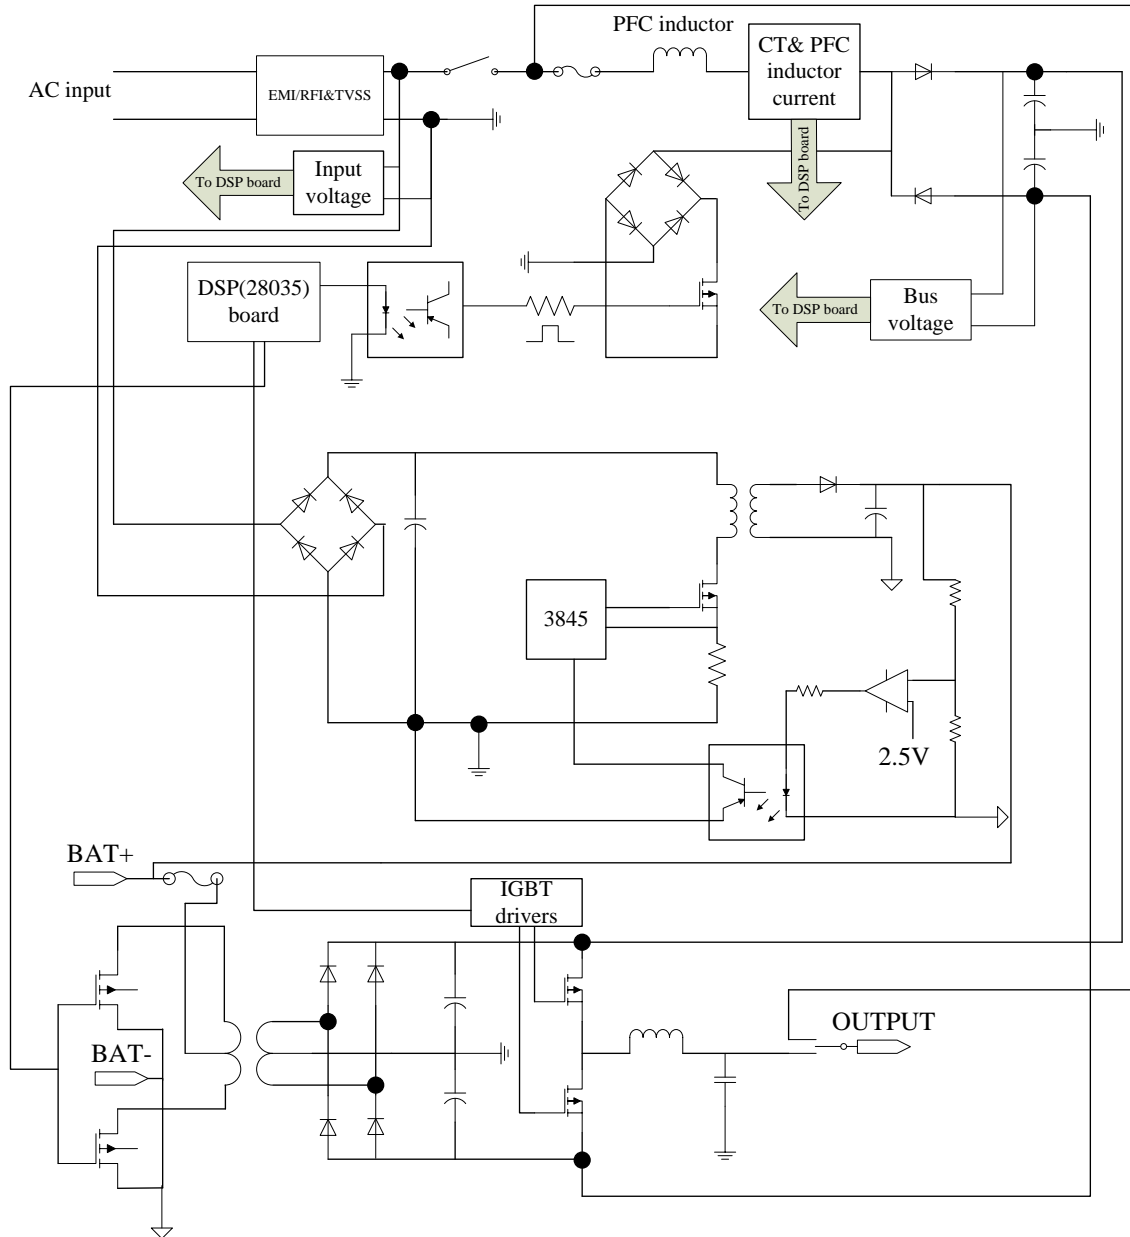 PFC inductor
CT& PFC
inductor
current
AC input
EMI/RFI&TVSS
To DSP board
Input
voltage
To DSP board
DSP(28035)
board
To DSP board
Bus
voltage
3845
2.5V
BAT+
IGBT
drivers
OUTPUT
BAT-